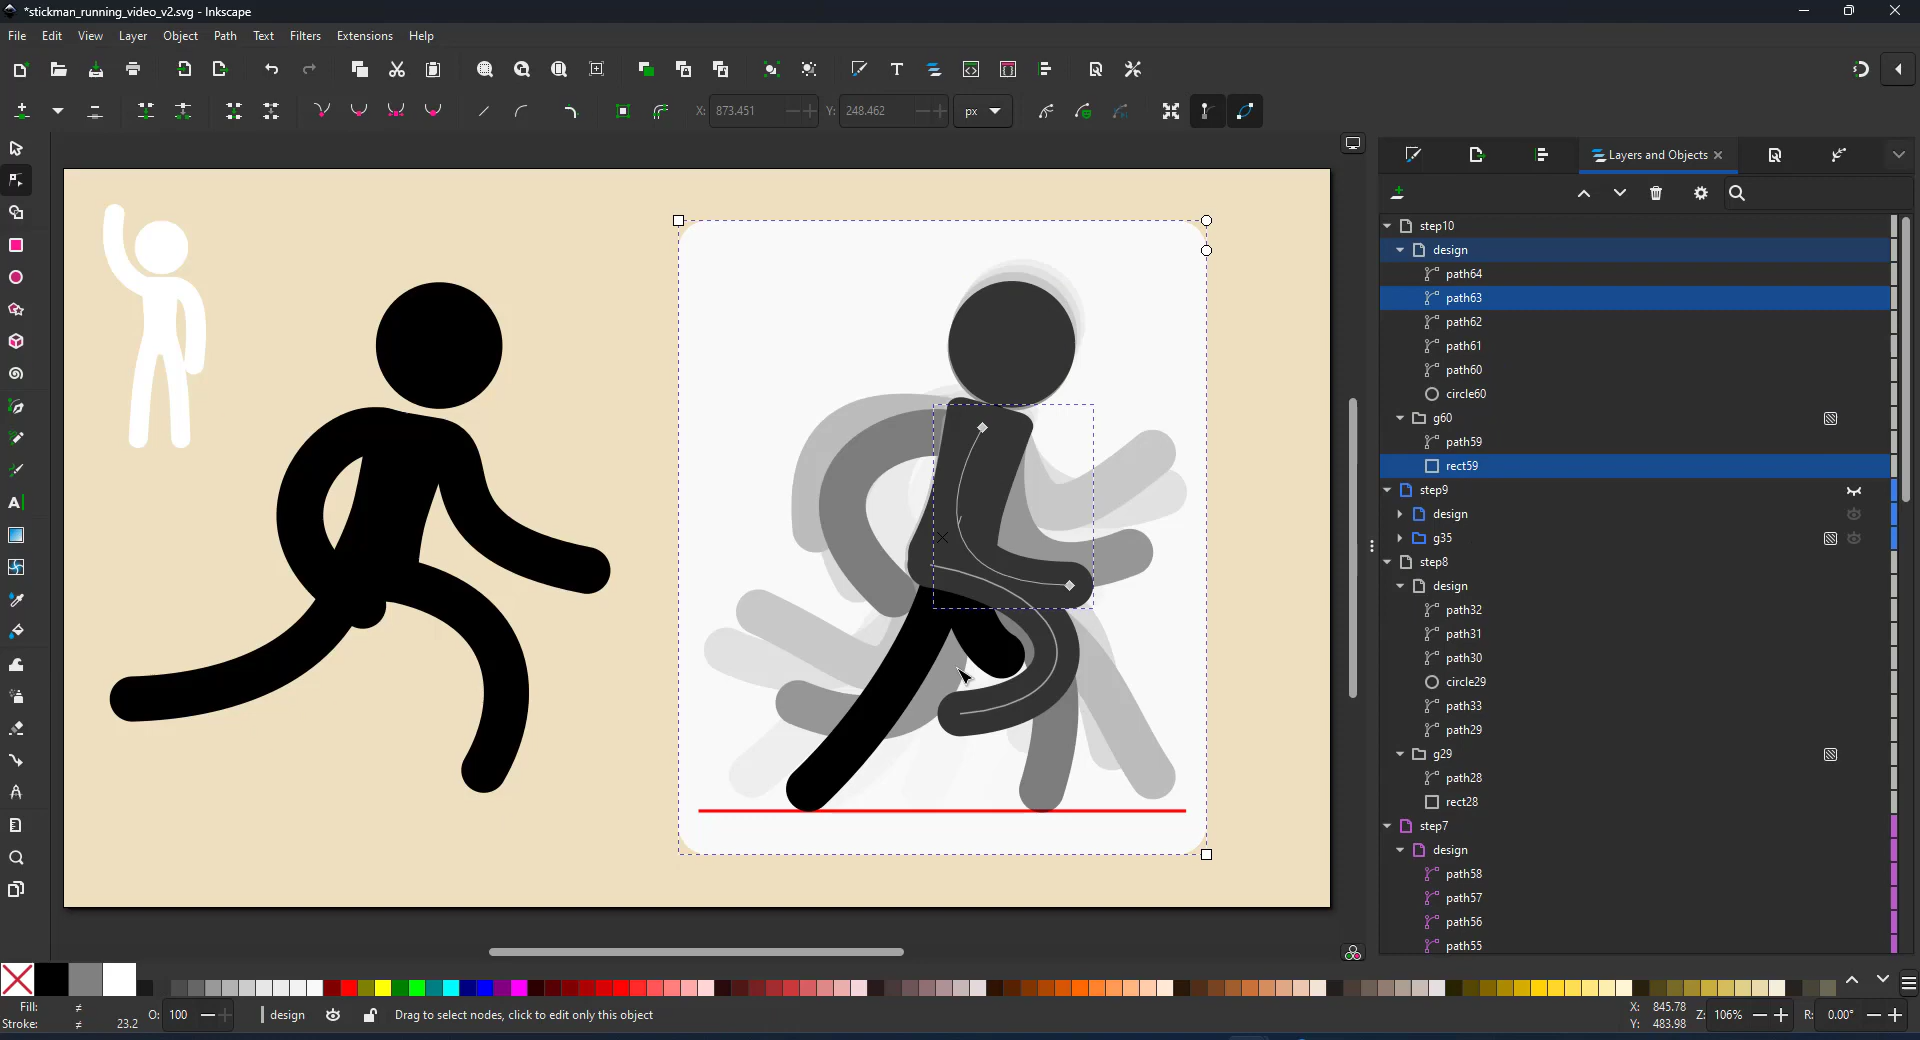 *stickman_running_video_v2.svg - Inkscape
File Edit View Layer Object Path Text Filters Extensions Help
X: 873.451 Y: 248.462 px
Layers and Objects
step10
design
path64
path63
path62
path61
path60
circle60
g60
path59
rect59
step9
design
g35
step8
design
path32
path31
path30
circle29
path33
path29
g29
path28
rect28
step7
design
path58
path57
path56
path55
Fill: ≠
Stroke: ≠ 23.2
O: 100
design
Drag to select nodes, click to edit only this object
X: 845.78
Y: 483.98
Z: 106%
R: 0.00°